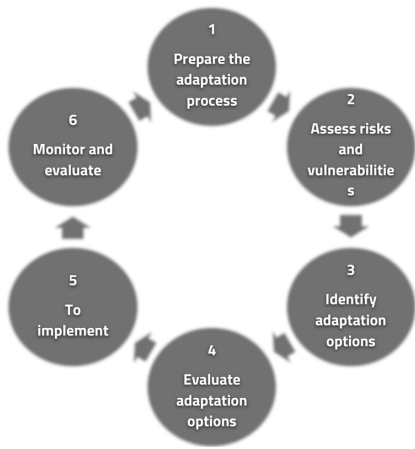 1
Prepare the
adaptation
process
2
Assess risks
and
vulnerabilitie
s
3
Identify
adaptation
options
4
Evaluate
adaptation
options
5
To
implement
6
Monitor and
evaluate